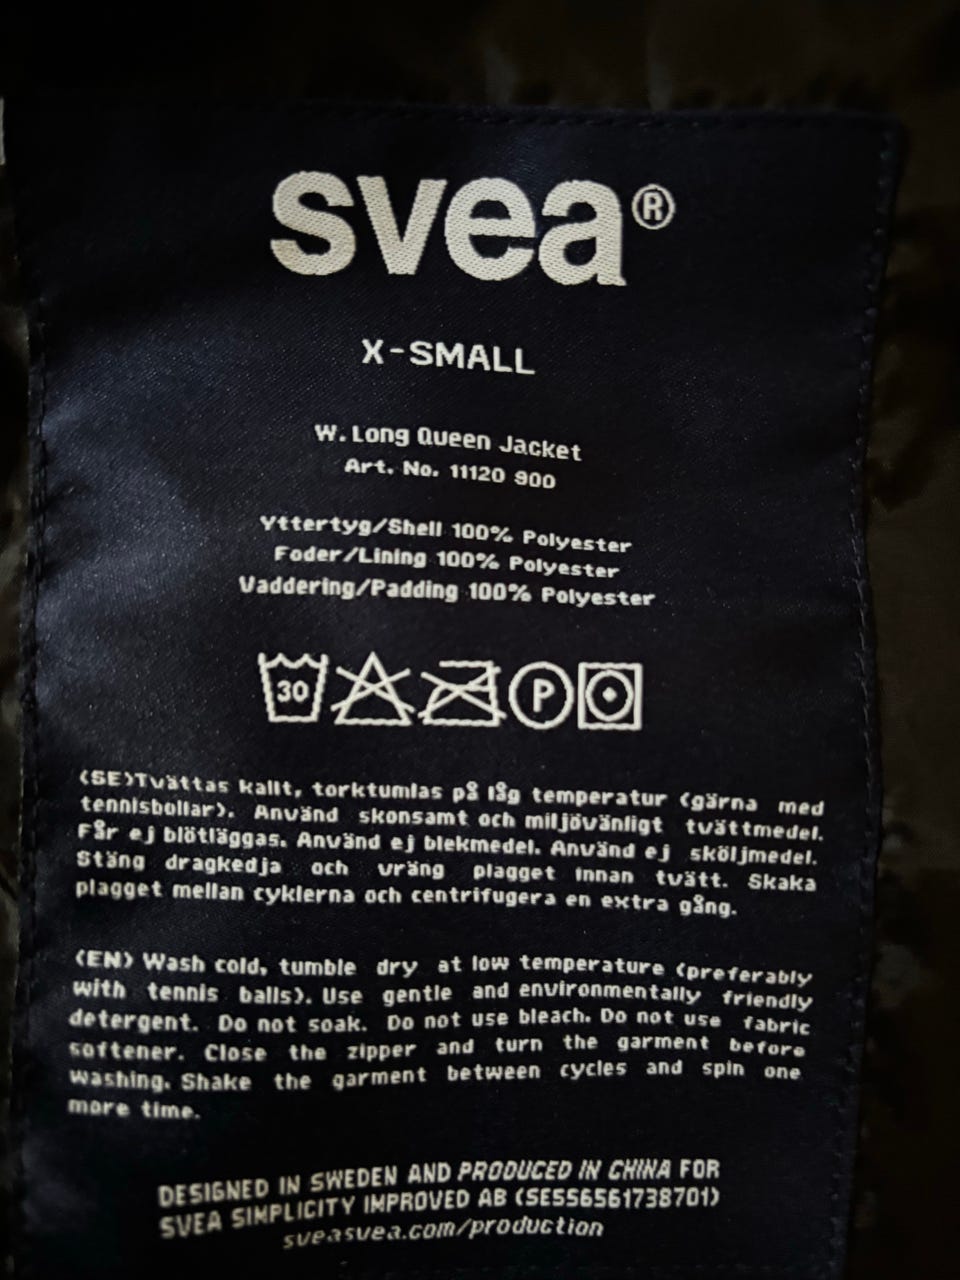 svea®
X-SMALL
W. Long Queen Jacket
Art. No. 11120 900
Yttertyg/Shell 100% Polyester
Foder/Lining 100% Polyester
Vaddering/Padding 100% Polyester
30 P
(SE)Tvättas kallt, torktumlas på låg temperatur (gärna med
tennisbollar). Använd skonsamt och miljövänligt tvättmedel.
Får ej blötläggas. Använd ej blekmedel. Använd ej sköljmedel.
Stäng dragkedja och vräng plagget innan tvätt. Skaka
plagget mellan cyklerna och centrifugera en extra gång.
(EN) Wash cold, tumble dry at low temperature (preferably
with tennis balls). Use gentle and environmentally friendly
detergent. Do not soak. Do not use bleach. Do not use fabric
softener. Close the zipper and turn the garment before
washing. Shake the garment between cycles and spin one
more time.
DESIGNED IN SWEDEN AND PRODUCED IN CHINA FOR
SVEA SIMPLICITY IMPROVED AB (SE556561738701)
sveasvea.com/production